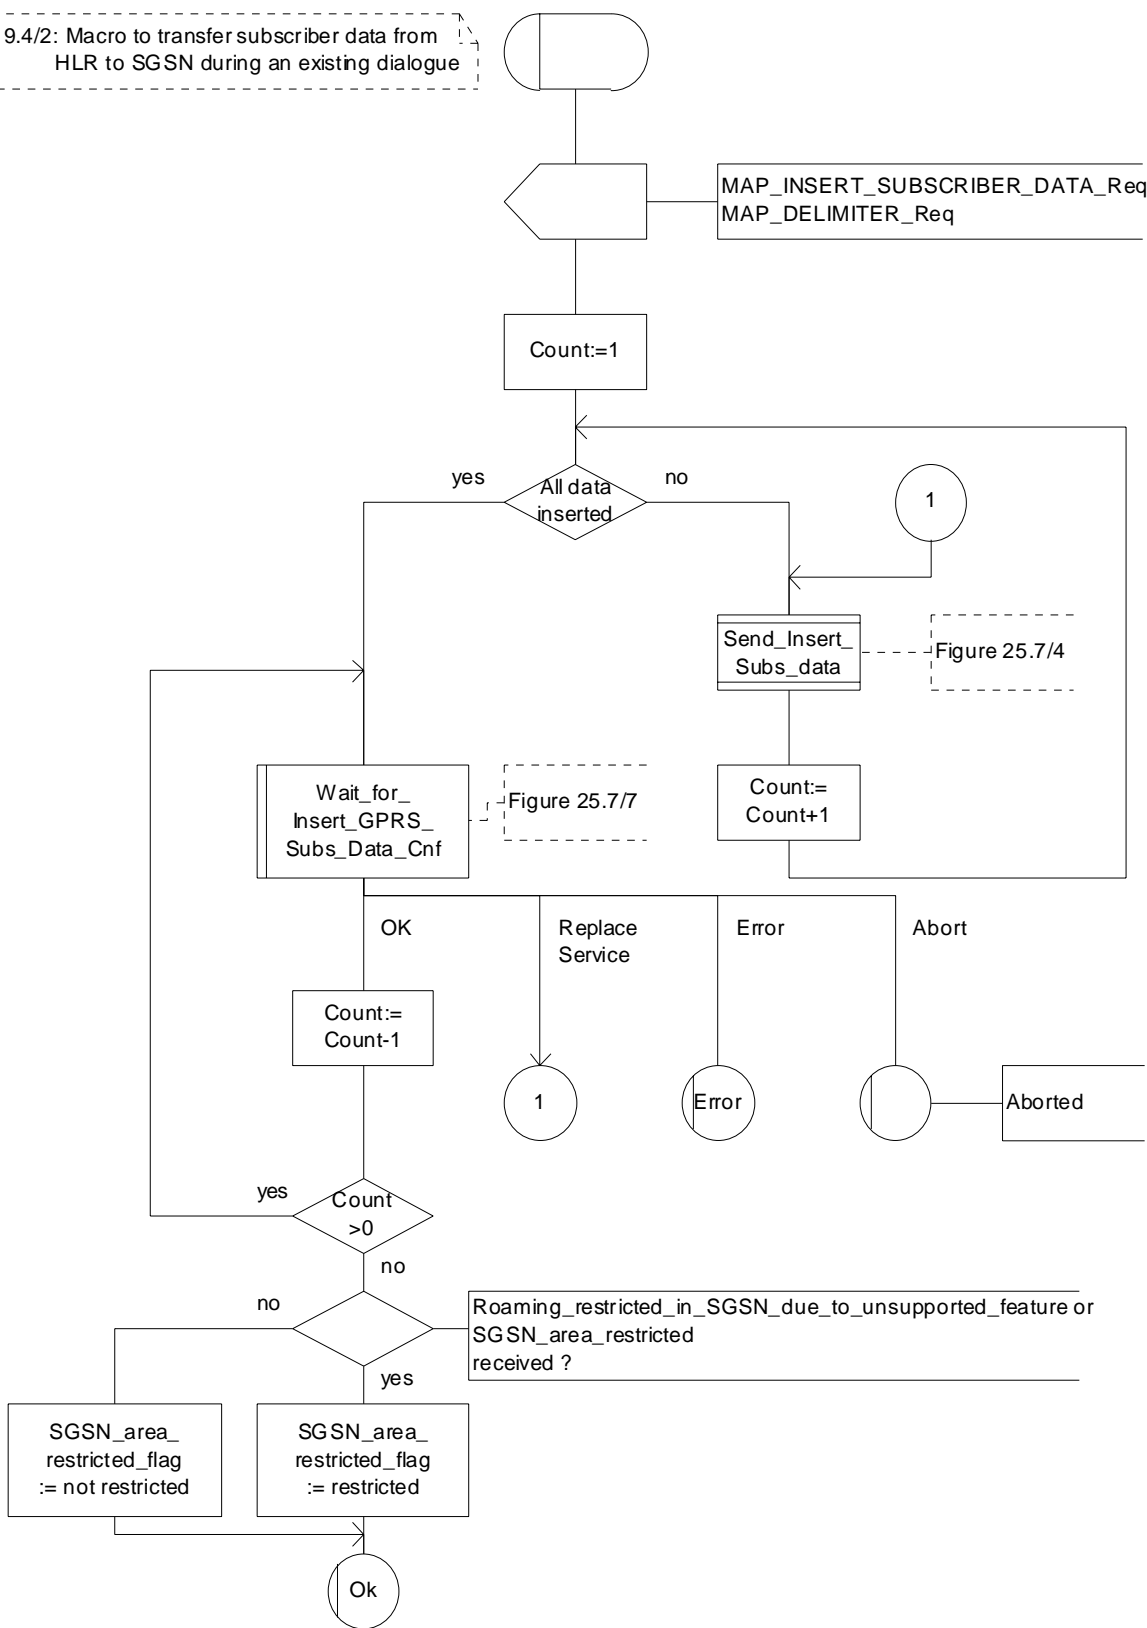 9.4/2: Macro to transfer subscriber data from
HLR to SGSN during an existing dialogue
MAP_INSERT_SUBSCRIBER_DATA_Req
MAP_DELIMITER_Req
Count:=1
yes
All data
inserted
no
1
Send_Insert_
Subs_data
Figure 25.7/4
Wait_for_
Insert_GPRS_
Subs_Data_Cnf
Figure 25.7/7
Count:=
Count+1
OK
Replace
Service
Error
Abort
Count:=
Count-1
1
Error
Aborted
yes
Count
>0
no
no
Roaming_restricted_in_SGSN_due_to_unsupported_feature or
SGSN_area_restricted
received ?
yes
SGSN_area_
restricted_flag
:= not restricted
SGSN_area_
restricted_flag
:= restricted
Ok